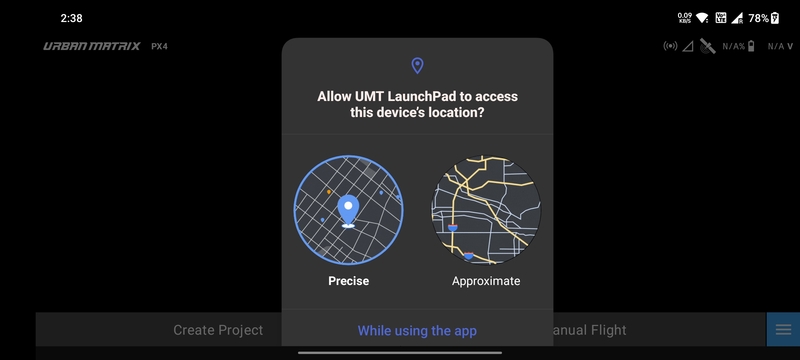 2:38
0.09
KB/S
78%
URBAN MATRIX PX4
N/A%
N/A V
Allow UMT LaunchPad to access
this device's location?
Precise
Approximate
Create Project
While using the app
anual Flight